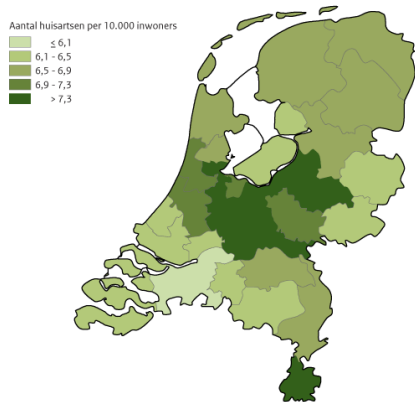 Aantal huisartsen per 10.000 inwoners
≤ 6,1
6,1 - 6,5
6,5 - 6,9
6,9 - 7,3
> 7,3